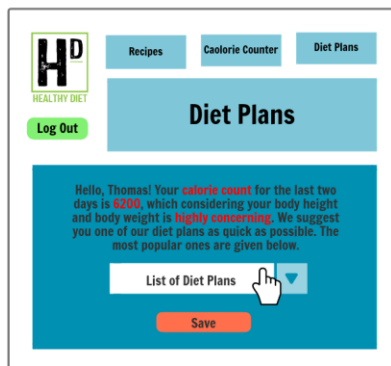 HD
HEALTHY DIET
Recipes
Caolorie Counter
Diet Plans
Log Out
Diet Plans
Hello, Thomas! Your calorie count for the last two
days is 6200, which considering your body height
and body weight is highly concerning. We suggest
you one of our diet plans as quick as possible. The
most popular ones are given below.
List of Diet Plans
Save